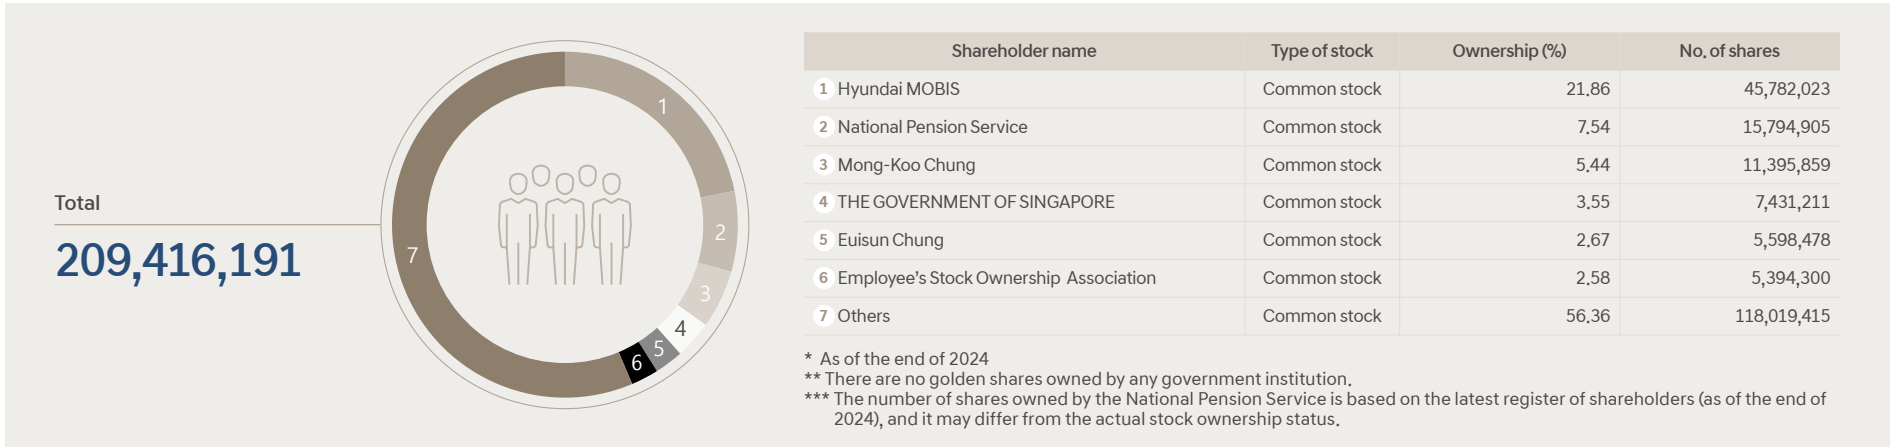 Total
209,416,191
1
2
3
4
5
6
7
Shareholder name Type of stock Ownership (%) No. of shares
1 Hyundai MOBIS Common stock 21.86 45,782,023
2 National Pension Service Common stock 7.54 15,794,905
3 Mong-Koo Chung Common stock 5.44 11,395,859
4 THE GOVERNMENT OF SINGAPORE Common stock 3.55 7,431,211
5 Euisun Chung Common stock 2.67 5,598,478
6 Employee's Stock Ownership Association Common stock 2.58 5,394,300
7 Others Common stock 56.36 118,019,415
* As of the end of 2024
** There are no golden shares owned by any government institution.
*** The number of shares owned by the National Pension Service is based on the latest register of shareholders (as of the end of
2024), and it may differ from the actual stock ownership status.